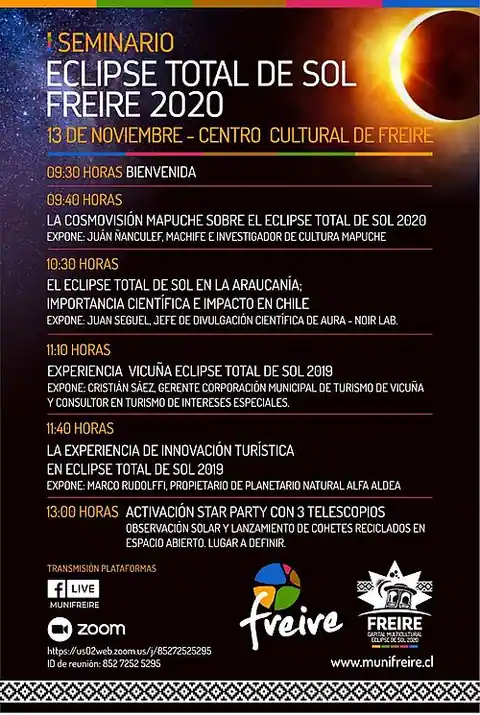 SEMINARIO
ECLIPSE TOTAL DE SOL
FREIRE 2020
13 DE NOVIEMBRE - CENTRO CULTURAL DE FREIRE
09:30 HORAS BIENVENIDA
09:40 HORAS
LA COSMOVISIÓN MAPUCHE SOBRE EL ECLIPSE TOTAL DE SOL 2020
EXPONE: JUÁN ÑANCULEF, MACHIFE E INVESTIGADOR DE CULTURA MAPUCHE
10:30 HORAS
EL ECLIPSE TOTAL DE SOL EN LA ARAUCANÍA;
IMPORTANCIA CIENTÍFICA E IMPACTO EN CHILE
EXPONE: JUAN SEGUEL, JEFE DE DIVULGACIÓN CIENTÍFICA DE AURA - NOIR LAB.
11:10 HORAS
EXPERIENCIA VICUÑA ECLIPSE TOTAL DE SOL 2019
EXPONE: CRISTIÁN SÁEZ, GERENTE CORPORACIÓN MUNICIPAL DE TURISMO DE VICUÑA
Y CONSULTOR EN TURISMO DE INTERESES ESPECIALES.
11:40 HORAS
LA EXPERIENCIA DE INNOVACIÓN TURÍSTICA
EN ECLIPSE TOTAL DE SOL 2019
EXPONE: MARCO RUDOLFFI, PROPIETARIO DE PLANETARIO NATURAL ALFA ALDEA
13:00 HORAS ACTIVACIÓN STAR PARTY CON 3 TELESCOPIOS
OBSERVACIÓN SOLAR Y LANZAMIENTO DE COHETES RECICLADOS EN
ESPACIO ABIERTO. LUGAR A DEFINIR.
TRANSMISIÓN PLATAFORMAS
f LIVE
MUNIFREIRE
zoom
https://us02web.zoom.us/j/85272525295
ID de reunión: 852 7252 5295
freire
FREIRE
CAPITAL MULTICULTURAL
ECLIPSE DE SOL 2020
www.munifreire.cl